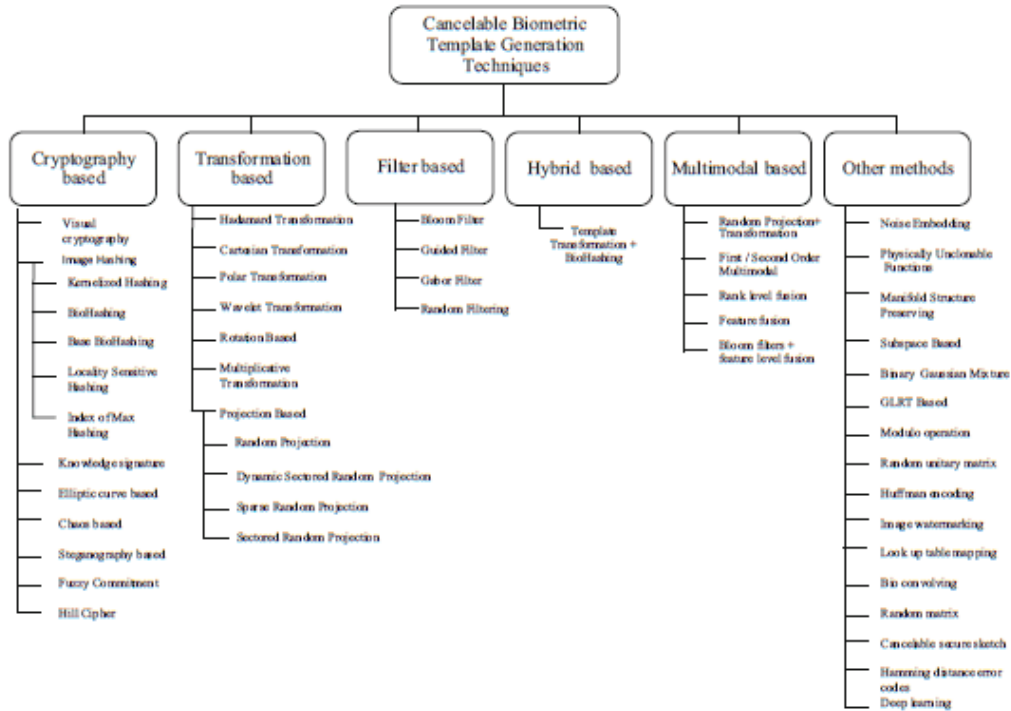 Cancelable Biometric
Template Generation
Techniques
Cryptography
based
Visual
cryptography
Image Hashing
Kernelized Hashing
BioHashing
Base BioHashing
Locality Sensitive
Hashing
Index of Max
Hashing
Knowledge signature
Elliptic curve based
Chaos based
Steganography based
Fuzzy Commitment
Hill Cipher
Transformation
based
Hadamard Transformation
Cartesian Transformation
Polar Transformation
Wavelet Transformation
Rotation Based
Multiplicative
Transformation
Projection Based
Random Projection
Dynamic Sectored Random Projection
Sparse Random Projection
Sectored Random Projection
Filter based
Bloom Filter
Guided Filter
Gabor Filter
Random Filtering
Hybrid based
Template
Transformation +
BioHashing
Multimodal based
Random Projection+
Transformation
First / Second Order
Multimodal
Rank level fusion
Feature fusion
Bloom filters +
feature level fusion
Other methods
Noise Embedding
Physically Unclonable
Functions
Manifold Structure
Preserving
Subspace Based
Binary Gaussian Mixture
GLRT Based
Modulo operation
Random unitary matrix
Huffman encoding
Image watermarking
Look up table mapping
Bio convolving
Random matrix
Cancelable secure sketch
Hamming distance error
codes
Deep learning